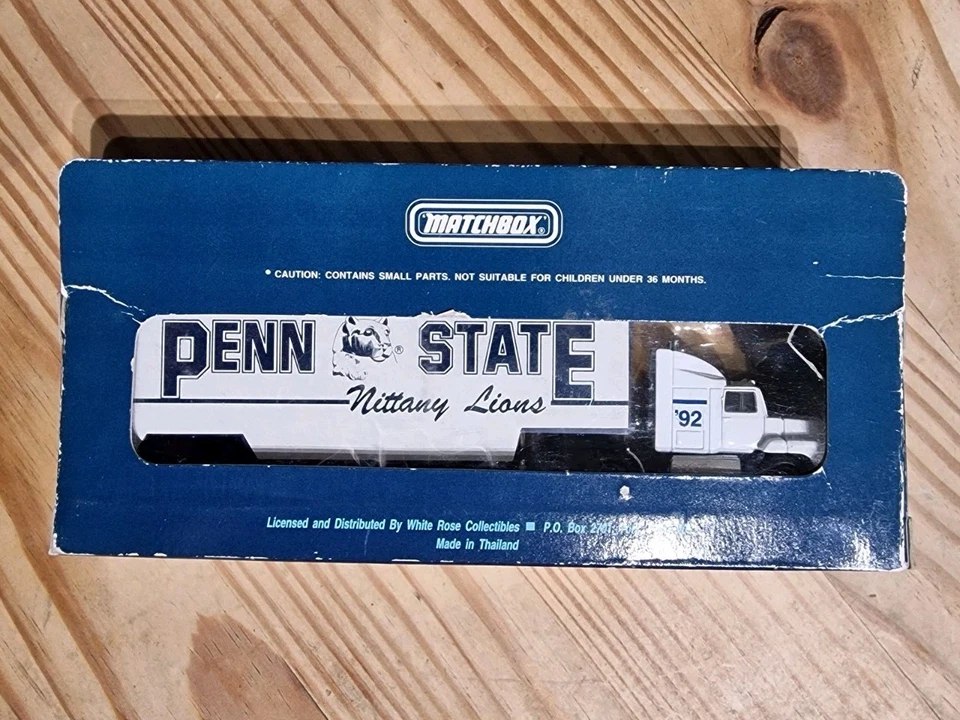 MATCHBOX®
• CAUTION: CONTAINS SMALL PARTS. NOT SUITABLE FOR CHILDREN UNDER 36 MONTHS.
PENN STATE
®
Nittany Lions
'92
Licensed and Distributed By White Rose Collectibles ■ P.O. Box
Made in Thailand